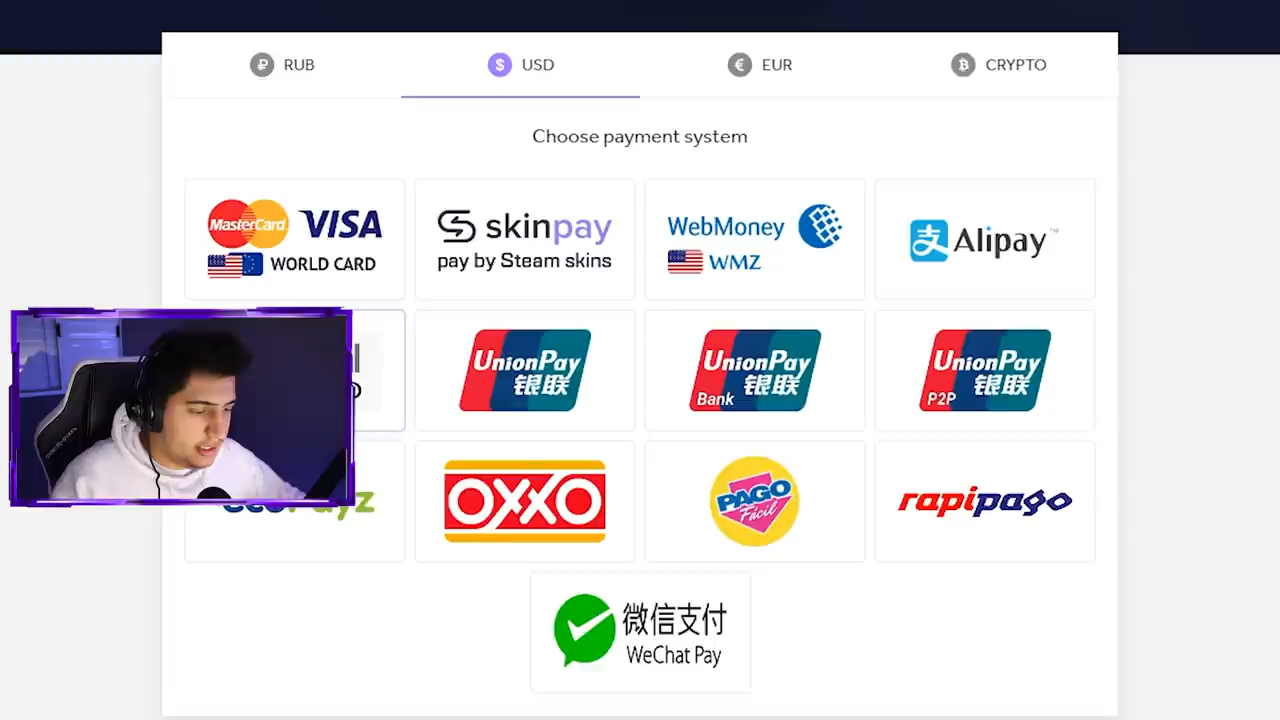 RUB
USD
EUR
CRYPTO
Choose payment system
MasterCard VISA
WORLD CARD
skinpay
pay by Steam skins
WebMoney
WMZ
支 Alipay™
UnionPay
银联
UnionPay
银联
Bank
UnionPay
银联
P2P
OXXO
PAGO
Fácil
rapipago
微信支付
WeChat Pay